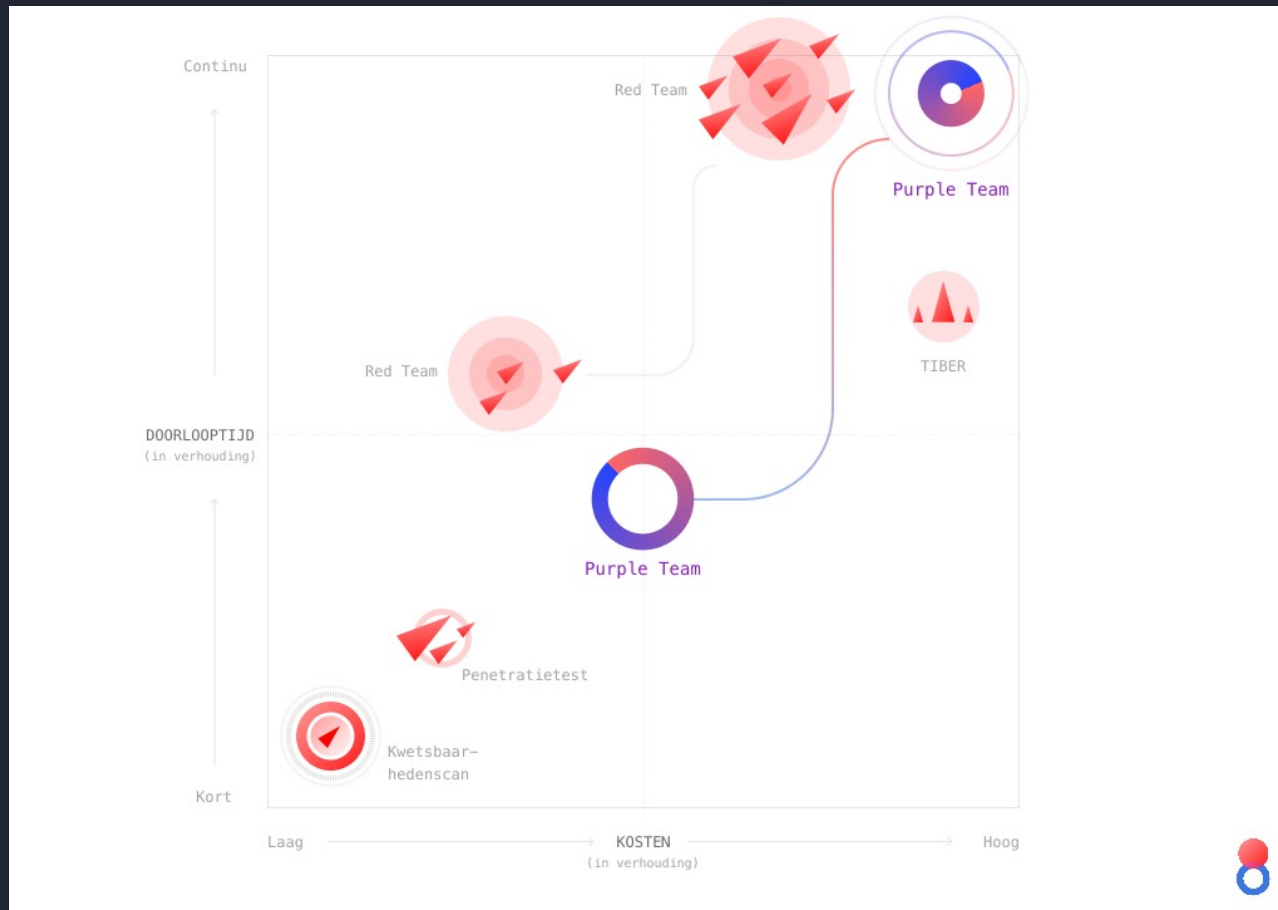 Continu
Red Team
Purple Team
TIBER
Red Team
DOORLOOPTIJD
(in verhouding)
Purple Team
Penetratietest
Kwetsbaar-
hedenscan
Kort
Laag
KOSTEN
Hoog
(in verhouding)